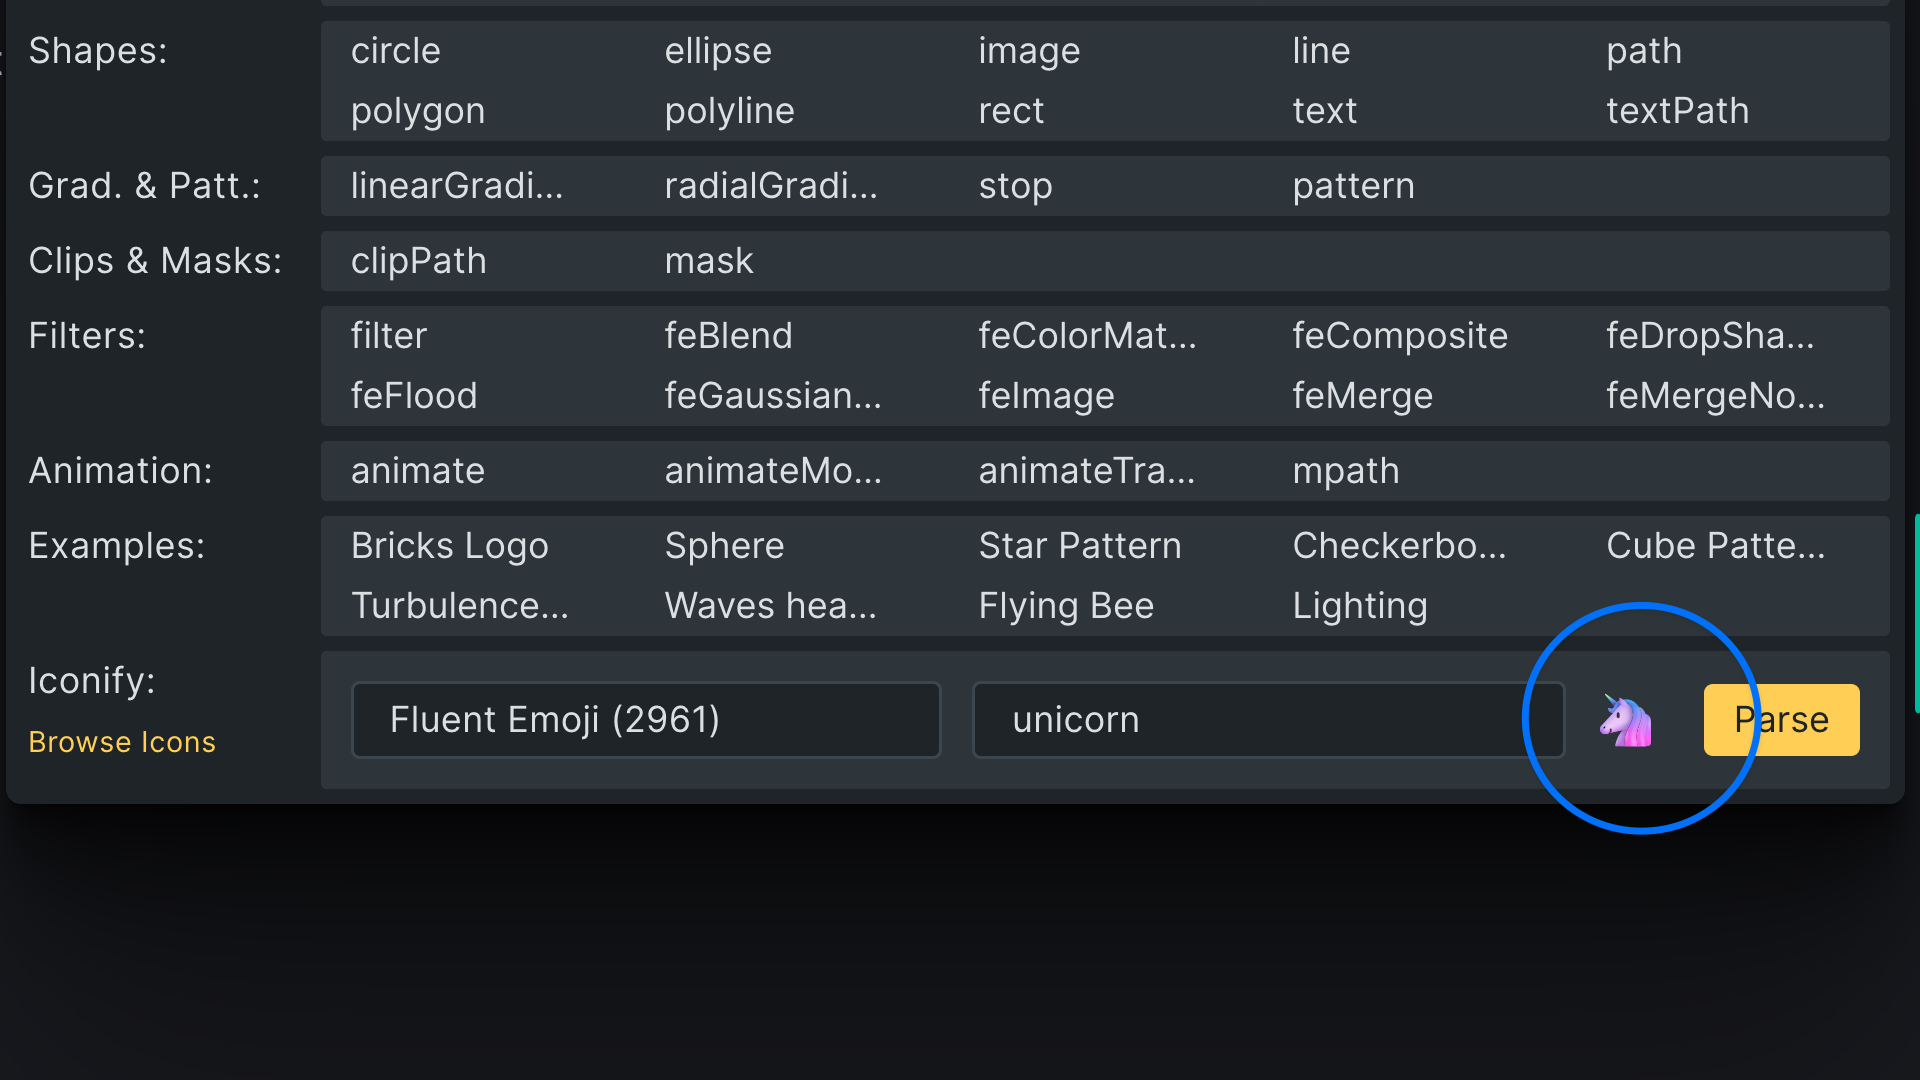 Shapes: circle ellipse image line path
polygon polyline rect text textPath
Grad. & Patt.: linearGradi... radialGradi... stop pattern
Clips & Masks: clipPath mask
Filters: filter feBlend feColorMat... feComposite feDropSha...
feFlood feGaussian... feImage feMerge feMergeNo...
Animation: animate animateMo... animateTra... mpath
Examples: Bricks Logo Sphere Star Pattern Checkerbo... Cube Patte...
Turbulence... Waves hea... Flying Bee Lighting
Iconify:
Fluent Emoji (2961) unicorn Parse
Browse Icons